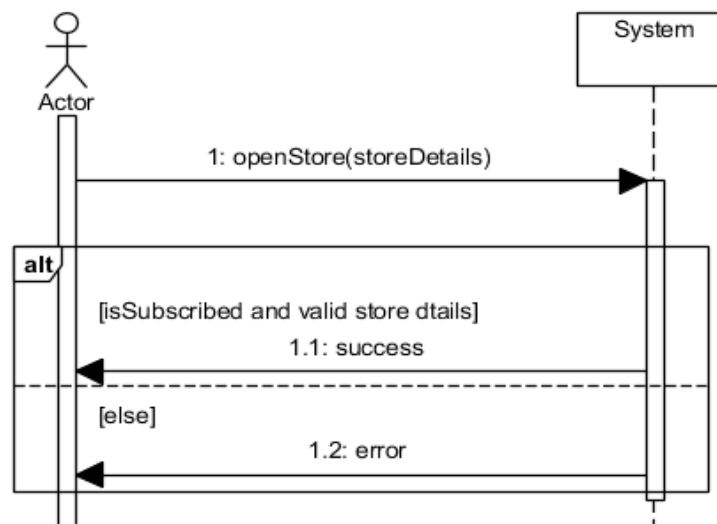 System
Actor
1: openStore(storeDetails)
alt
[isSubscribed and valid store dtails]
1.1: success
[else]
1.2: error